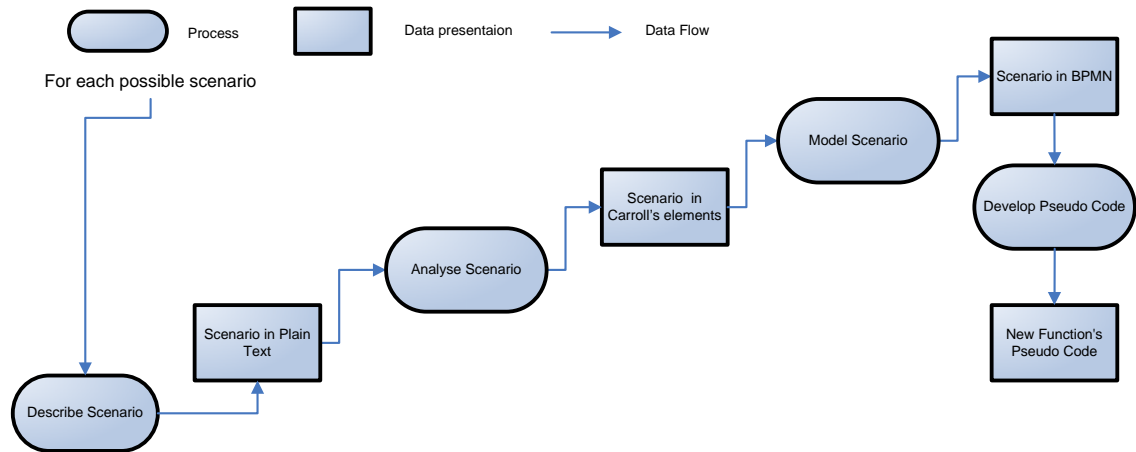 Process
Data presentaion
Data Flow
For each possible scenario
Scenario in BPMN
Model Scenario
Develop Pseudo Code
Scenario in
Carroll's elements
Analyse Scenario
New Function's
Pseudo Code
Scenario in Plain
Text
Describe Scenario